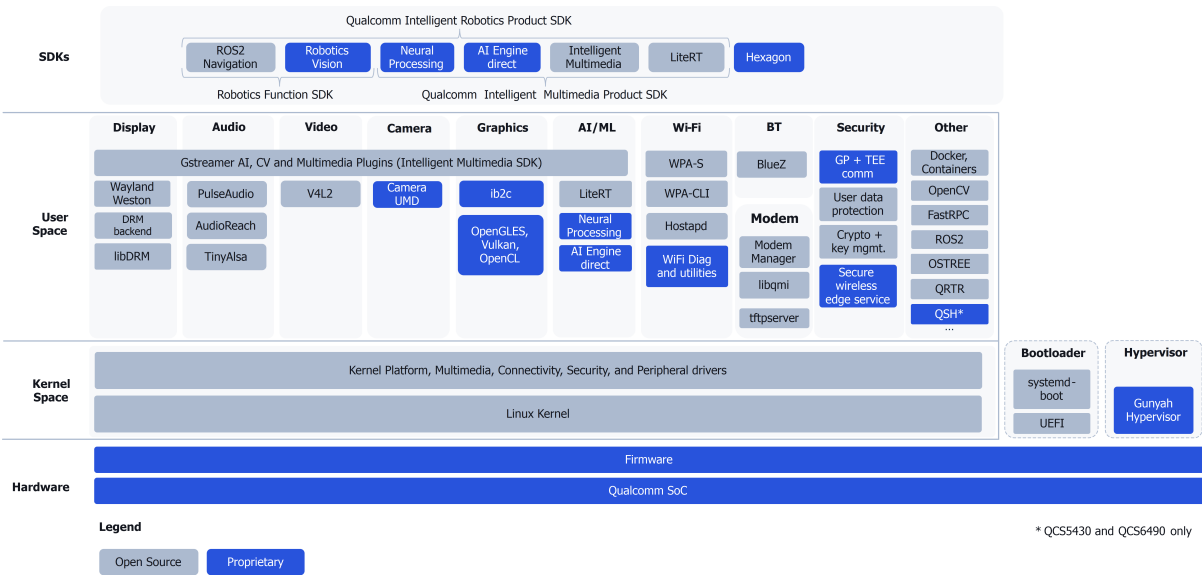 Qualcomm Intelligent Robotics Product SDK
SDKs
ROS2
Navigation
Robotics
Vision
Neural
Processing
AI Engine
direct
Intelligent
Multimedia
LiteRT
Hexagon
Robotics Function SDK
Qualcomm Intelligent Multimedia Product SDK
User
Space
Display
Audio
Video
Camera
Graphics
AI/ML
Wi-Fi
BT
Security
Other
Gstreamer AI, CV and Multimedia Plugins (Intelligent Multimedia SDK)
Wayland
Weston
DRM
backend
libDRM
PulseAudio
AudioReach
TinyAlsa
V4L2
Camera
UMD
ib2c
OpenGLES,
Vulkan,
OpenCL
LiteRT
Neural
Processing
AI Engine
direct
WPA-S
WPA-CLI
Hostapd
WiFi Diag
and utilities
BlueZ
Modem
Modem
Manager
libqmi
tftpserver
GP + TEE
comm
User data
protection
Crypto +
key mgmt.
Secure
wireless
edge service
Docker,
Containers
OpenCV
FastRPC
ROS2
OSTREE
QRTR
QSH*
...
Kernel
Space
Kernel Platform, Multimedia, Connectivity, Security, and Peripheral drivers
Linux Kernel
Bootloader
systemd-
boot
UEFI
Hypervisor
Gunyah
Hypervisor
Hardware
Firmware
Qualcomm SoC
Legend
Open Source
Proprietary
* QCS5430 and QCS6490 only